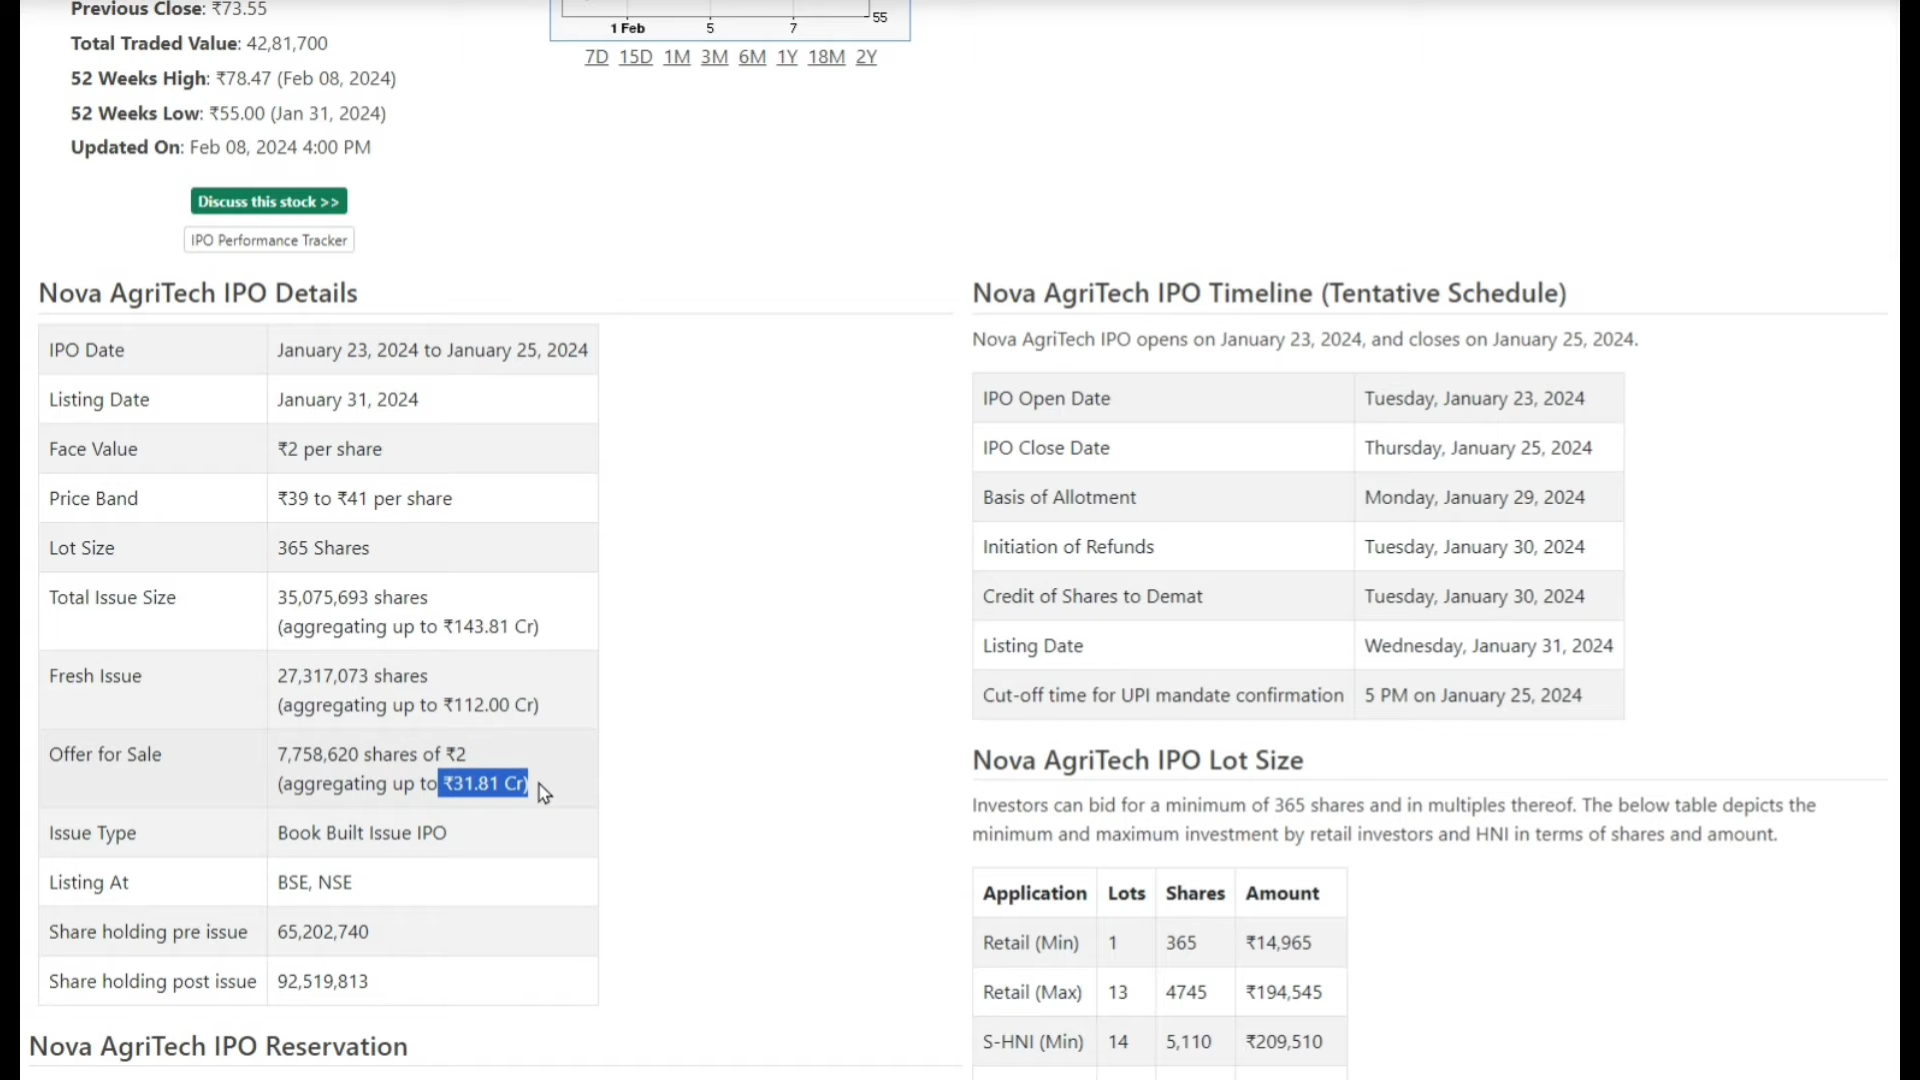 Previous Close: ₹73.55
Total Traded Value: 42,81,700
52 Weeks High: ₹78.47 (Feb 08, 2024)
52 Weeks Low: ₹55.00 (Jan 31, 2024)
Updated On: Feb 08, 2024 4:00 PM
Discuss this stock >>
IPO Performance Tracker
55
1 Feb 5 7
7D 15D 1M 3M 6M 1Y 18M 2Y
Nova AgriTech IPO Details
IPO Date January 23, 2024 to January 25, 2024
Listing Date January 31, 2024
Face Value ₹2 per share
Price Band ₹39 to ₹41 per share
Lot Size 365 Shares
Total Issue Size 35,075,693 shares
(aggregating up to ₹143.81 Cr)
Fresh Issue 27,317,073 shares
(aggregating up to ₹112.00 Cr)
Offer for Sale 7,758,620 shares of ₹2
(aggregating up to ₹31.81 Cr)
Issue Type Book Built Issue IPO
Listing At BSE, NSE
Share holding pre issue 65,202,740
Share holding post issue 92,519,813
Nova AgriTech IPO Reservation
Nova AgriTech IPO Timeline (Tentative Schedule)
Nova AgriTech IPO opens on January 23, 2024, and closes on January 25, 2024.
IPO Open Date Tuesday, January 23, 2024
IPO Close Date Thursday, January 25, 2024
Basis of Allotment Monday, January 29, 2024
Initiation of Refunds Tuesday, January 30, 2024
Credit of Shares to Demat Tuesday, January 30, 2024
Listing Date Wednesday, January 31, 2024
Cut-off time for UPI mandate confirmation 5 PM on January 25, 2024
Nova AgriTech IPO Lot Size
Investors can bid for a minimum of 365 shares and in multiples thereof. The below table depicts the
minimum and maximum investment by retail investors and HNI in terms of shares and amount.
Application Lots Shares Amount
Retail (Min) 1 365 ₹14,965
Retail (Max) 13 4745 ₹194,545
S-HNI (Min) 14 5,110 ₹209,510